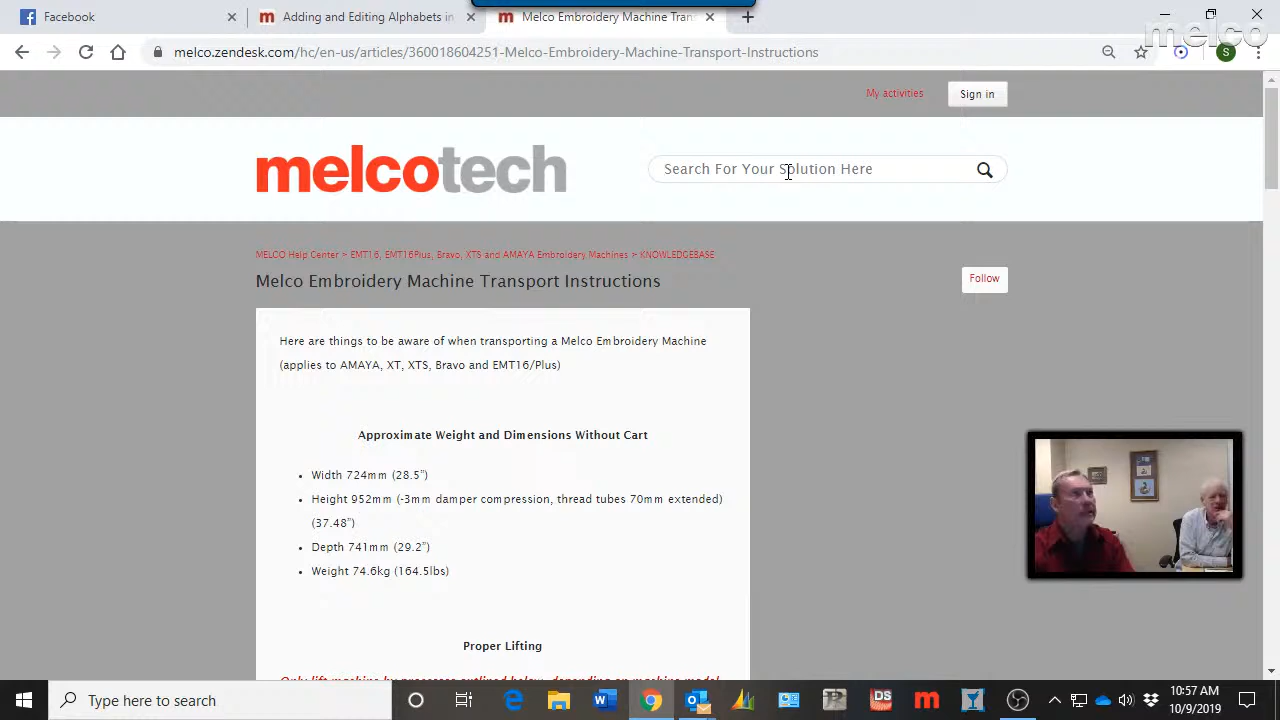 Facebook
Adding and Editing Alphabets in
Melco Embroidery Machine Tran
melco
melco.zendesk.com/hc/en-us/articles/360018604251-Melco-Embroidery-Machine-Transport-Instructions
S
My activities
Sign in
melcotech
Search For Your Solution Here
MELCO Help Center > EMT16, EMT16Plus, Bravo, XTS and AMAYA Embroidery Machines > KNOWLEDGEBASE
Melco Embroidery Machine Transport Instructions
Follow
Here are things to be aware of when transporting a Melco Embroidery Machine
(applies to AMAYA, XT, XTS, Bravo and EMT16/Plus)
Approximate Weight and Dimensions Without Cart
• Width 724mm (28.5”)
• Height 952mm (-3mm damper compression, thread tubes 70mm extended)
(37.48”)
• Depth 741mm (29.2”)
• Weight 74.6kg (164.5lbs)
Proper Lifting
Only lift machine by processes outlined below, depending on machine model
Type here to search
DS
10:57 AM
10/9/2019